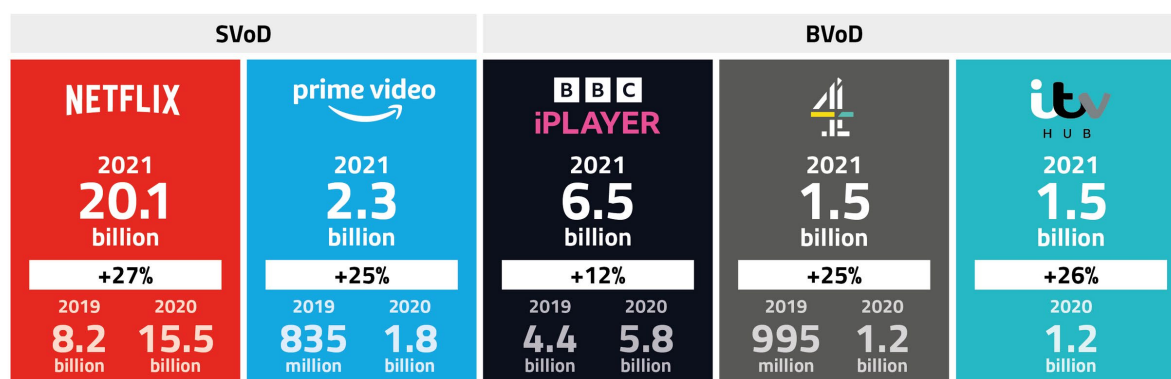 SVoD
BVoD
NETFLIX
2021
20.1
billion
+27%
2019 2020
8.2 15.5
billion billion
prime video
2021
2.3
billion
+25%
2019 2020
835 1.8
million billion
BBC
iPLAYER
2021
6.5
billion
+12%
2019 2020
4.4 5.8
billion billion
4
2021
1.5
billion
+25%
2019 2020
995 1.2
million billion
itv
HUB
2021
1.5
billion
+26%
2020
1.2
billion